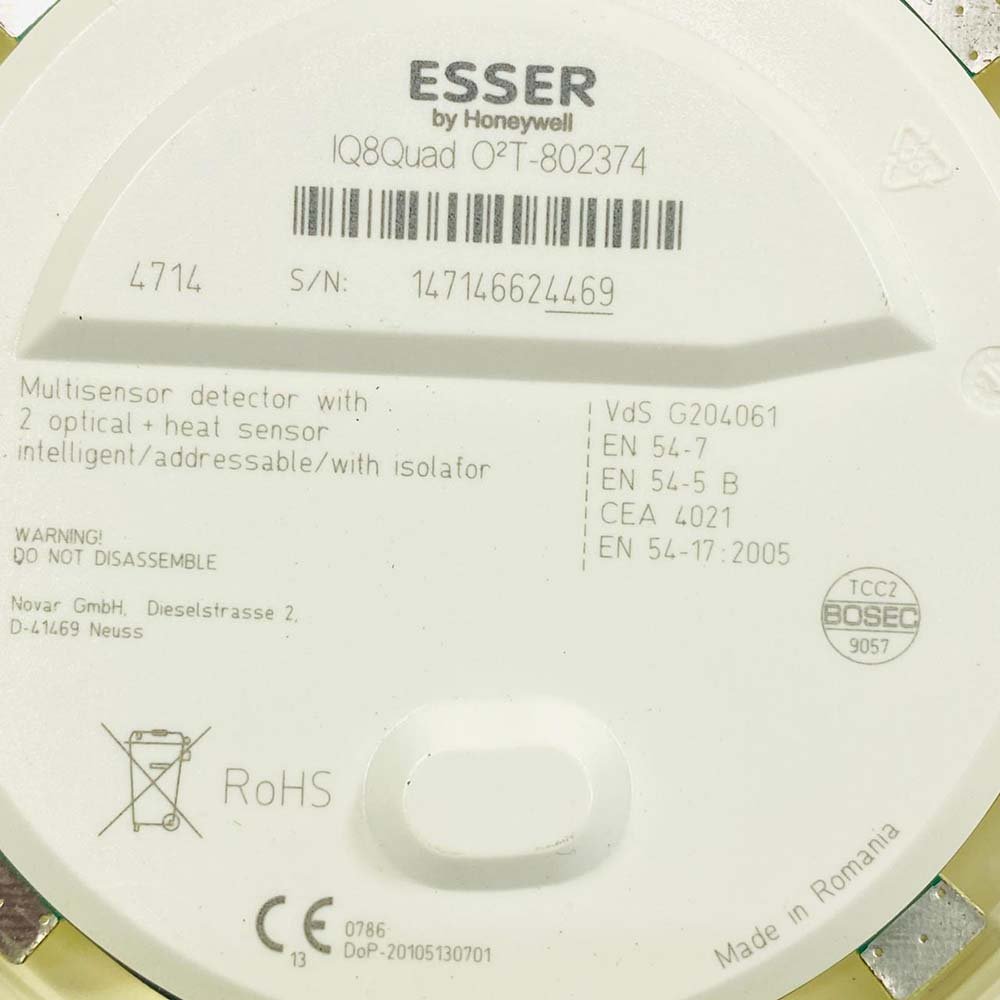 ESSER
by Honeywell
IQ8Quad O²T-802374
4714 S/N: 147146624469
Multisensor detector with
2 optical + heat sensor
intelligent/addressable/with isolafor
VdS G204061
EN 54-7
EN 54-5 B
CEA 4021
EN 54-17:2005
WARNING!
DO NOT DISASSEMBLE
Novar GmbH, Dieselstrasse 2,
D-41469 Neuss
TCC2
BOSEC
9057
RoHS
CE 0786
13 DoP-20105130701
Made in Romania